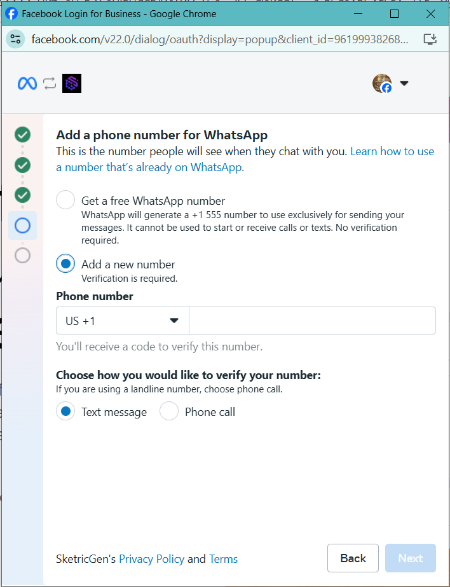 Facebook Login for Business - Google Chrome
facebook.com/v22.0/dialog/oauth?display=popup&client_id=96199938268...
Add a phone number for WhatsApp
This is the number people will see when they chat with you. Learn how to use
a number that's already on WhatsApp.
Get a free WhatsApp number
WhatsApp will generate a +1 555 number to use exclusively for sending your
messages. It cannot be used to start or receive calls or texts. No verification
required.
Add a new number
Verification is required.
Phone number
US +1
You'll receive a code to verify this number.
Choose how you would like to verify your number:
If you are using a landline number, choose phone call.
Text message Phone call
SketricGen's Privacy Policy and Terms
Back Next